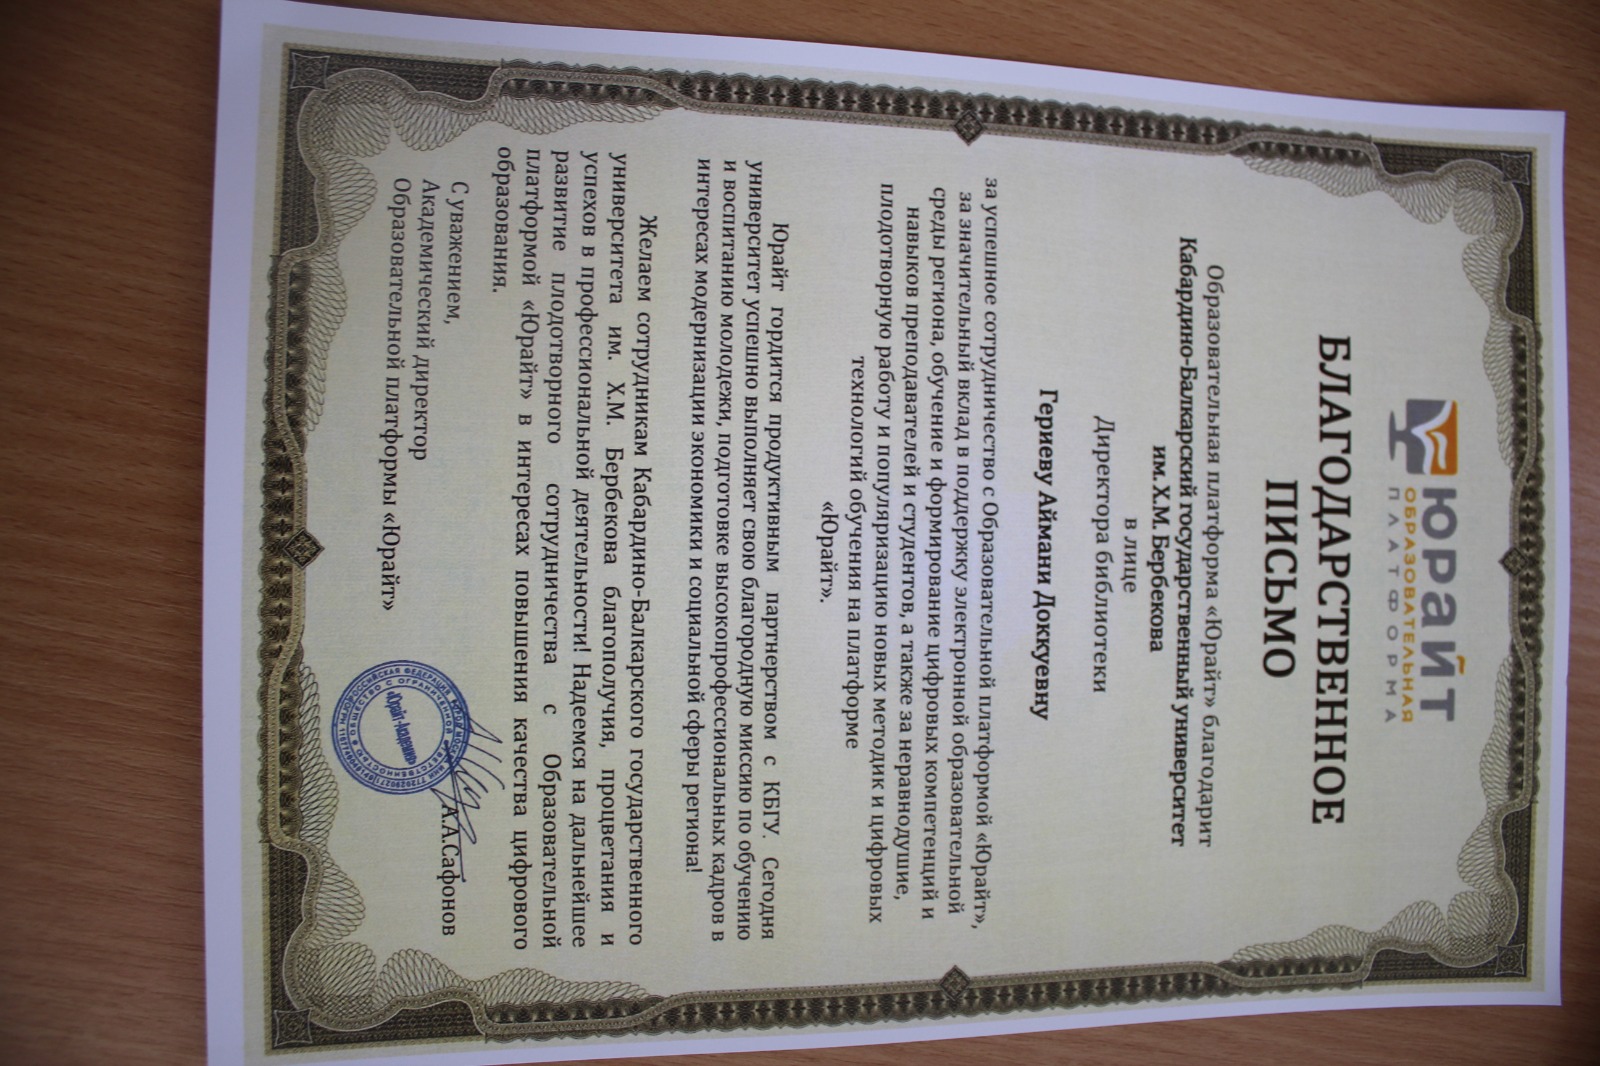 Юрайт
ОБРАЗОВАТЕЛЬНАЯ
ПЛАТФОРМА
БЛАГОДАРСТВЕННОЕ
ПИСЬМО
Образовательная платформа «Юрайт» благодарит
Кабардино-Балкарский государственный университет
им. Х.М. Бербекова
в лице
Директора библиотеки
Гериеву Аймани Доккуевну
за успешное сотрудничество с Образовательной платформой «Юрайт»,
за значительный вклад в поддержку электронной образовательной
среды региона, обучение и формирование цифровых компетенций и
навыков преподавателей и студентов, а также за неравнодушие,
плодотворную работу и популяризацию новых методик и цифровых
технологий обучения на платформе
«Юрайт».
Юрайт гордится продуктивным партнерством с КБГУ. Сегодня
университет успешно выполняет свою благородную миссию по обучению
и воспитанию молодежи, подготовке высокопрофессиональных кадров в
интересах модернизации экономики и социальной сферы региона!
Желаем сотрудникам Кабардино-Балкарского государственного
университета им. Х.М. Бербекова благополучия, процветания и
успехов в профессиональной деятельности! Надеемся на дальнейшее
развитие плодотворного сотрудничества с Образовательной
платформой «Юрайт» в интересах повышения качества цифрового
образования.
С уважением,
Академический директор
Образовательной платформы «Юрайт»
А.А.Сафонов
«Юрайт-Академия»